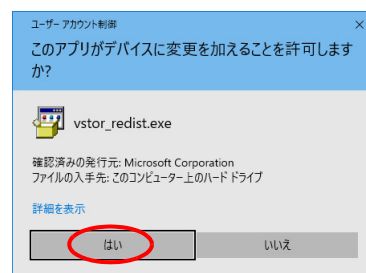 ユーザー アカウント制御
このアプリがデバイスに変更を加えることを許可します
か?
vstor_redist.exe
確認済みの発行元: Microsoft Corporation
ファイルの入手先: このコンピューター上のハード ドライブ
詳細を表示
はい
いいえ